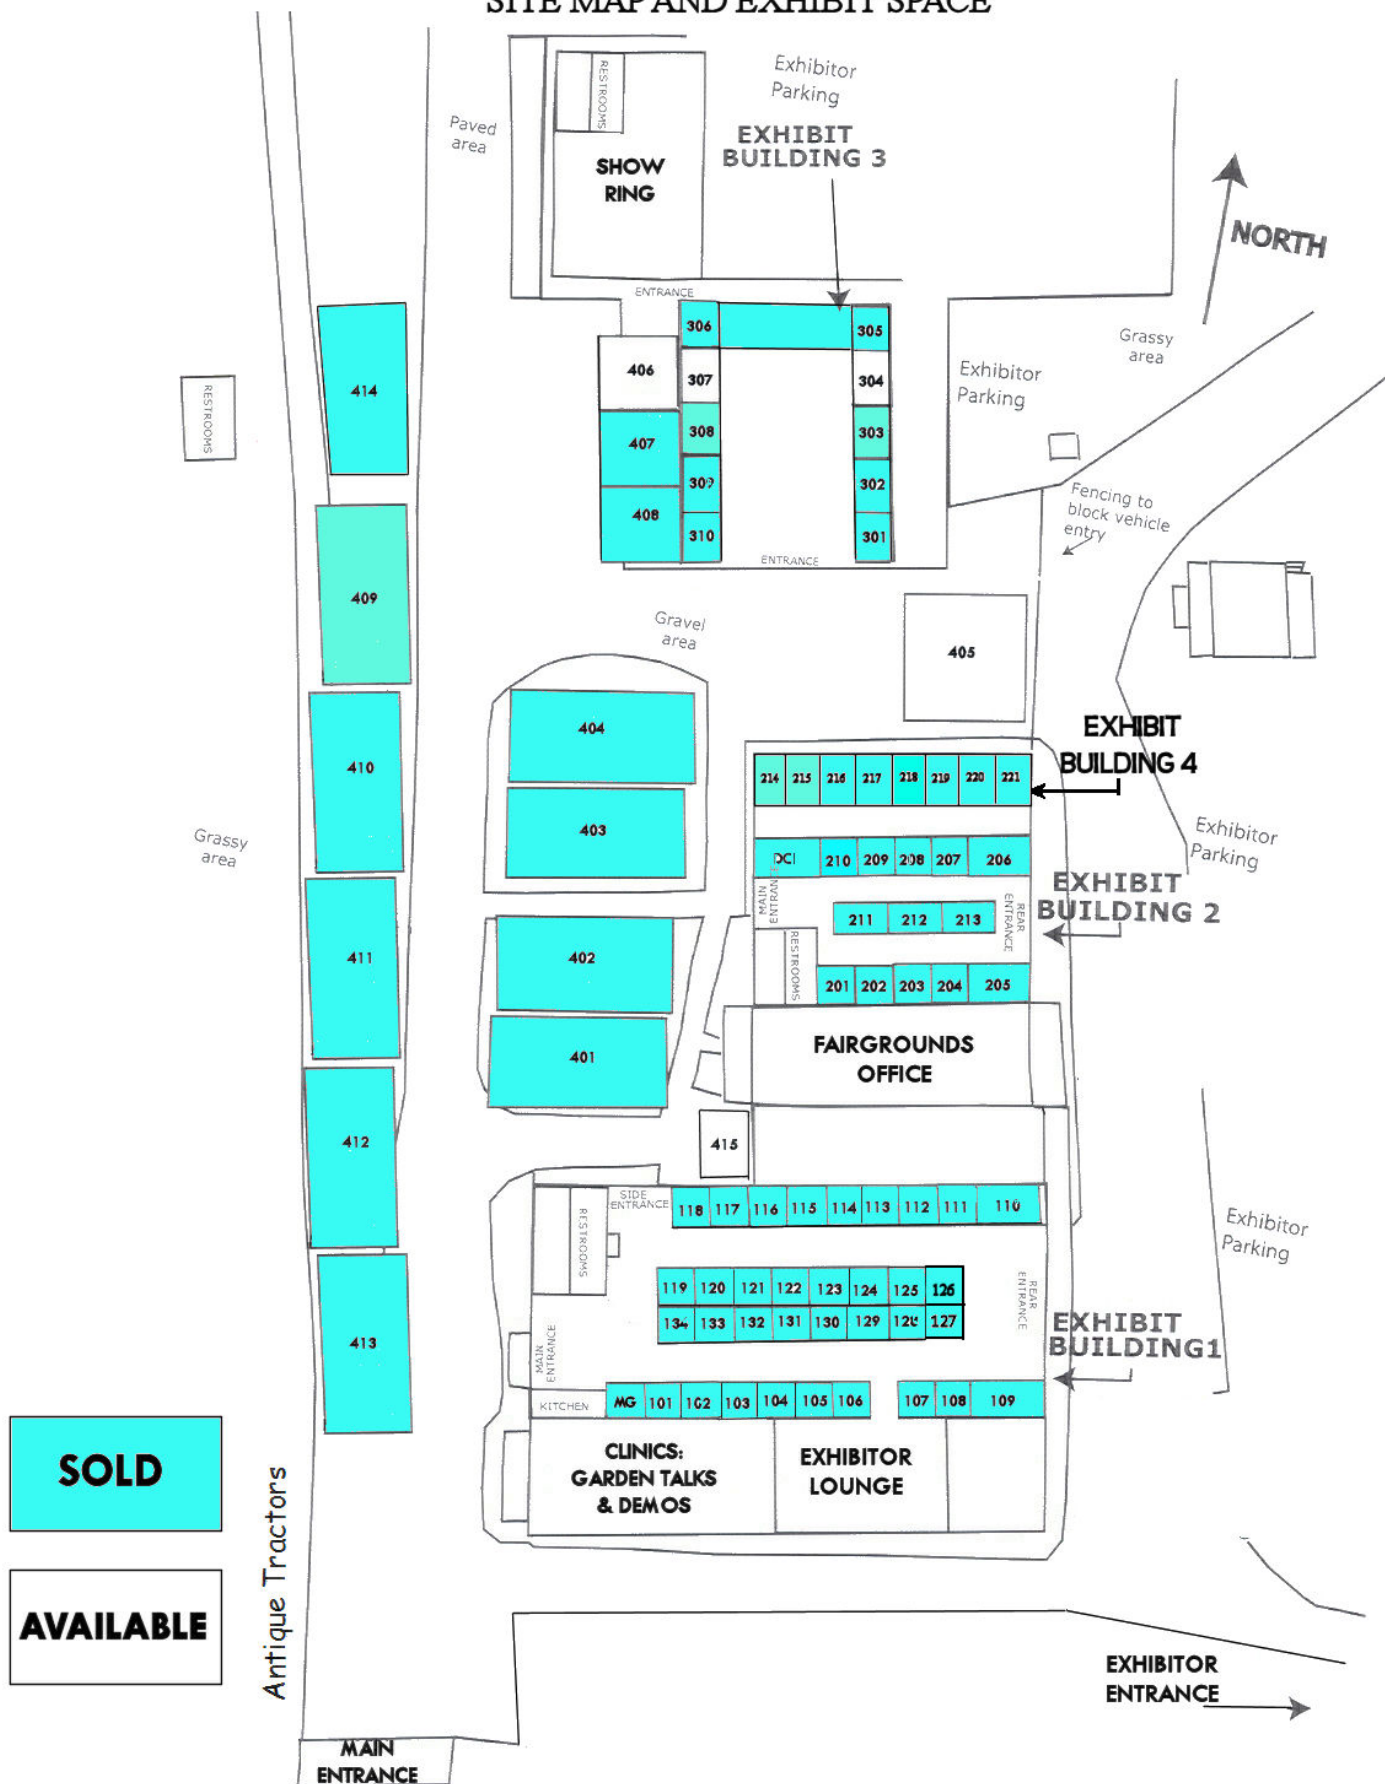 SITE MAP AND EXHIBIT SPACE
RESTROOMS
Exhibitor
Parking
Paved
area
EXHIBIT
BUILDING 3
SHOW
RING
NORTH
ENTRANCE
306
305
Grassy
area
414
406
307
304
Exhibitor
Parking
RESTROOMS
407
308
303
309
302
408
310
301
Fencing to
block vehicle
entry
ENTRANCE
409
Gravel
area
405
404
EXHIBIT
BUILDING 4
410
214 215 216 217 218 219 220 221
403
Grassy
area
Exhibitor
Parking
DCI 210 209 208 207 206
MAIN
ENTRANCE
EXHIBIT
BUILDING 2
211 212 213
REAR
ENTRANCE
411
402
RESTROOMS
201 202 203 204 205
401
FAIRGROUNDS
OFFICE
412
415
SIDE
ENTRANCE
118 117 116 115 114 113 112 111 110
RESTROOMS
Exhibitor
Parking
119 120 121 122 123 124 125 126
134 133 132 131 130 129 128 127
REAR
ENTRANCE
413
MAIN
ENTRANCE
EXHIBIT
BUILDING1
KITCHEN
MG 101 102 103 104 105 106 107 108 109
SOLD
CLINICS:
GARDEN TALKS
& DEMOS
EXHIBITOR
LOUNGE
AVAILABLE
Antique Tractors
EXHIBITOR
ENTRANCE
MAIN
ENTRANCE